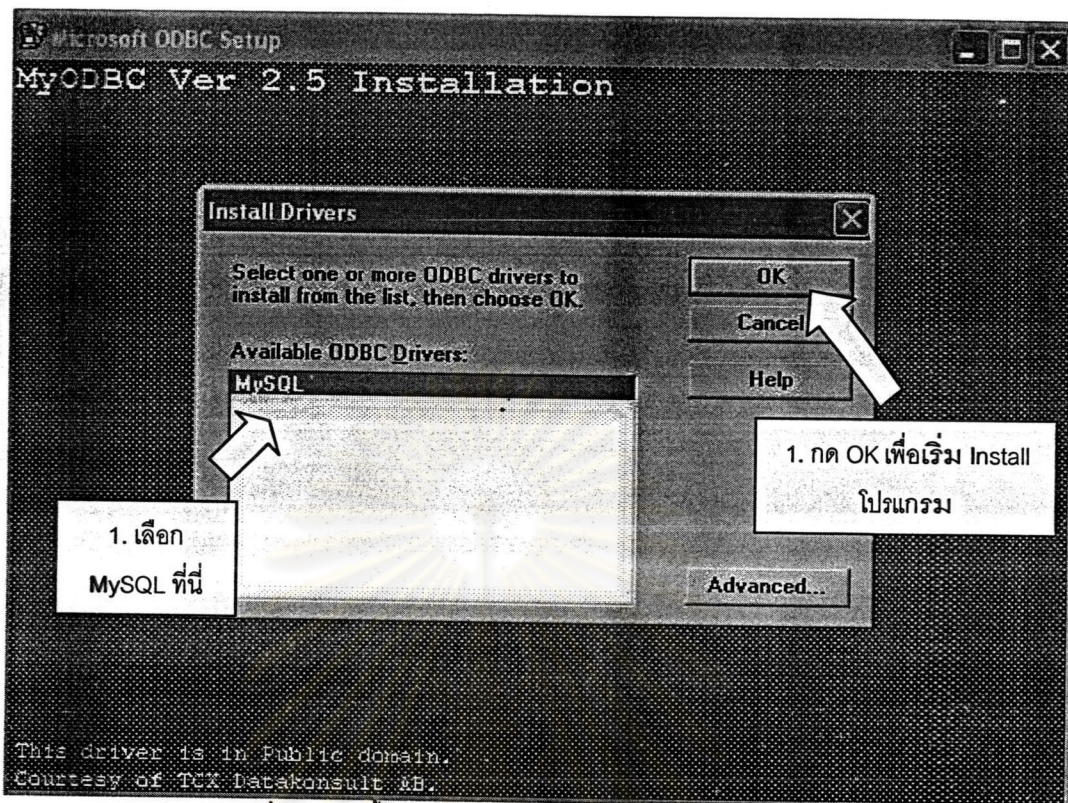 Microsoft ODBC Setup
MyODBC Ver 2.5 Installation
Install Drivers
Select one or more ODBC drivers to
install from the list, then choose OK.
OK
Cancel
Help
Available ODBC Drivers:
MySQL
1. กด OK เพื่อเริ่ม Install
โปรแกรม
1. เลือก
MySQL ที่นี่
Advanced...
This driver is in Public domain.
Courtesy of TCX Datakonsult AB.